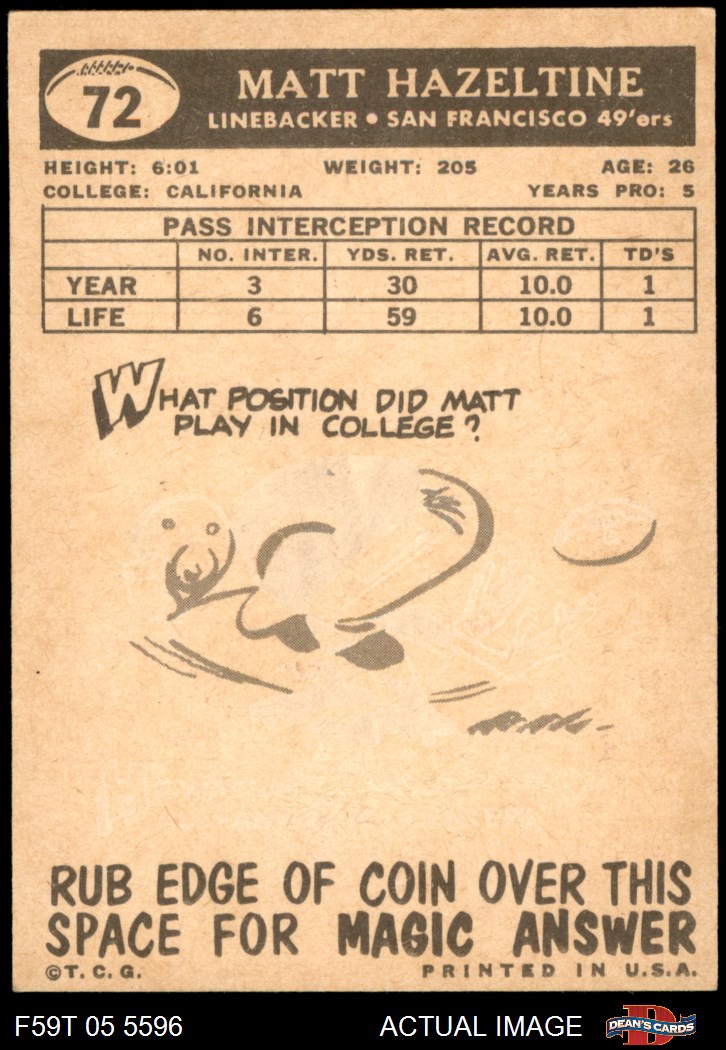 72
MATT HAZELTINE
LINEBACKER • SAN FRANCISCO 49'ers
HEIGHT: 6:01 WEIGHT: 205 AGE: 26
COLLEGE: CALIFORNIA YEARS PRO: 5
PASS INTERCEPTION RECORD
NO. INTER. YDS. RET. AVG. RET. TD'S
YEAR 3 30 10.0 1
LIFE 6 59 10.0 1
WHAT POSITION DID MATT
PLAY IN COLLEGE?
RUB EDGE OF COIN OVER THIS
SPACE FOR MAGIC ANSWER
©T. C. G. PRINTED IN U.S.A.
F59T 05 5596 ACTUAL IMAGE DEAN'S CARDS